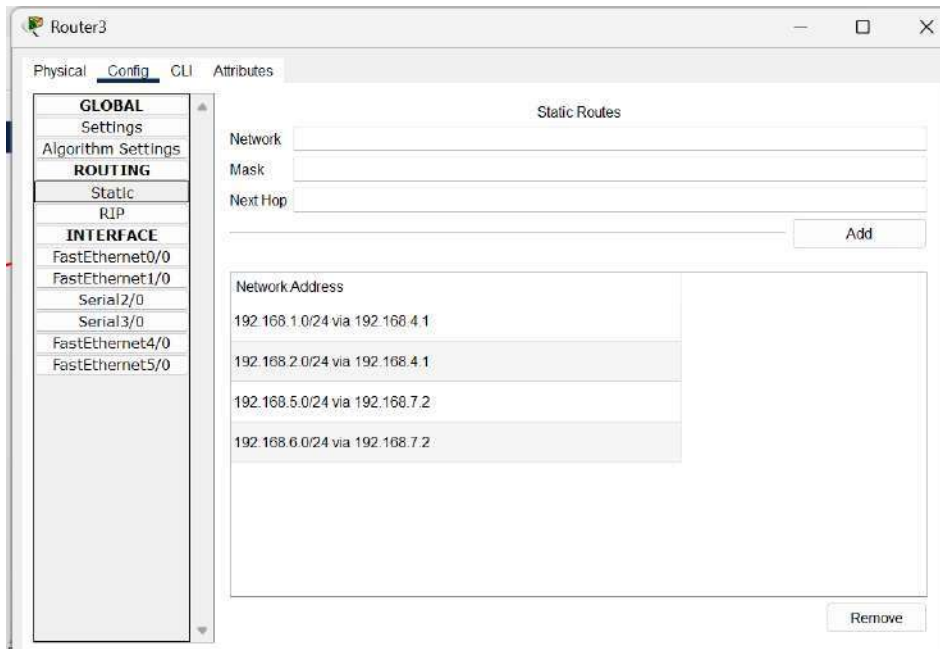 Router3
Physical Config CLI Attributes
GLOBAL
Settings
Algorithm Settings
ROUTING
Static
RIP
INTERFACE
FastEthernet0/0
FastEthernet1/0
Serial2/0
Serial3/0
FastEthernet4/0
FastEthernet5/0
Static Routes
Network
Mask
Next Hop
Add
Network Address
192.168.1.0/24 via 192.168.4.1
192.168.2.0/24 via 192.168.4.1
192.168.5.0/24 via 192.168.7.2
192.168.6.0/24 via 192.168.7.2
Remove